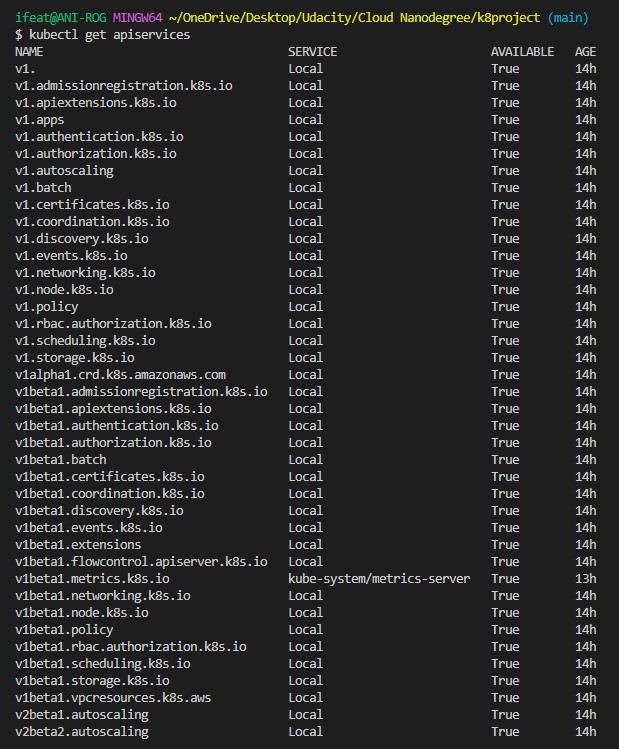 ifeat@ANI-ROG MINGW64 ~/OneDrive/Desktop/Udacity/Cloud Nanodegree/k8project (main)
$ kubectl get apiservices
NAME SERVICE AVAILABLE AGE
v1. Local True 14h
v1.admissionregistration.k8s.io Local True 14h
v1.apiextensions.k8s.io Local True 14h
v1.apps Local True 14h
v1.authentication.k8s.io Local True 14h
v1.authorization.k8s.io Local True 14h
v1.autoscaling Local True 14h
v1.batch Local True 14h
v1.certificates.k8s.io Local True 14h
v1.coordination.k8s.io Local True 14h
v1.discovery.k8s.io Local True 14h
v1.events.k8s.io Local True 14h
v1.networking.k8s.io Local True 14h
v1.node.k8s.io Local True 14h
v1.policy Local True 14h
v1.rbac.authorization.k8s.io Local True 14h
v1.scheduling.k8s.io Local True 14h
v1.storage.k8s.io Local True 14h
v1alpha1.crd.k8s.amazonaws.com Local True 14h
v1beta1.admissionregistration.k8s.io Local True 14h
v1beta1.apiextensions.k8s.io Local True 14h
v1beta1.authentication.k8s.io Local True 14h
v1beta1.authorization.k8s.io Local True 14h
v1beta1.batch Local True 14h
v1beta1.certificates.k8s.io Local True 14h
v1beta1.coordination.k8s.io Local True 14h
v1beta1.discovery.k8s.io Local True 14h
v1beta1.events.k8s.io Local True 14h
v1beta1.extensions Local True 14h
v1beta1.flowcontrol.apiserver.k8s.io Local True 14h
v1beta1.metrics.k8s.io kube-system/metrics-server True 13h
v1beta1.networking.k8s.io Local True 14h
v1beta1.node.k8s.io Local True 14h
v1beta1.policy Local True 14h
v1beta1.rbac.authorization.k8s.io Local True 14h
v1beta1.scheduling.k8s.io Local True 14h
v1beta1.storage.k8s.io Local True 14h
v1beta1.vpcresources.k8s.aws Local True 14h
v2beta1.autoscaling Local True 14h
v2beta2.autoscaling Local True 14h